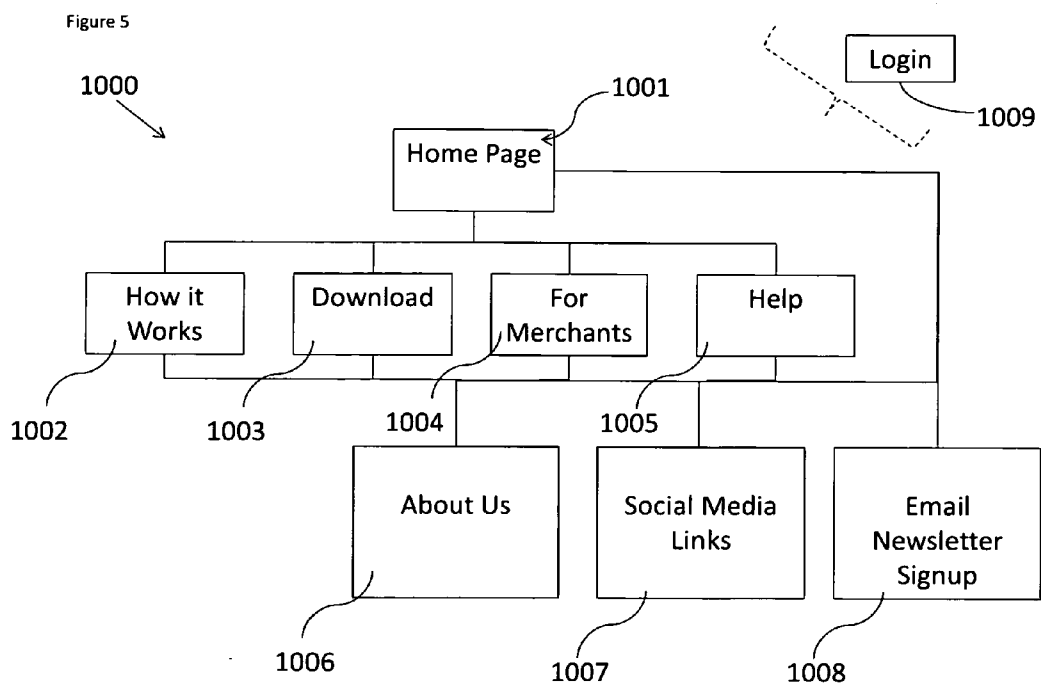 Figure 5
Login
1000
1001
1009
Home Page
How it
Works
Download
For
Merchants
Help
1002
1003
1004
1005
About Us
Social Media
Links
Email
Newsletter
Signup
1006
1007
1008